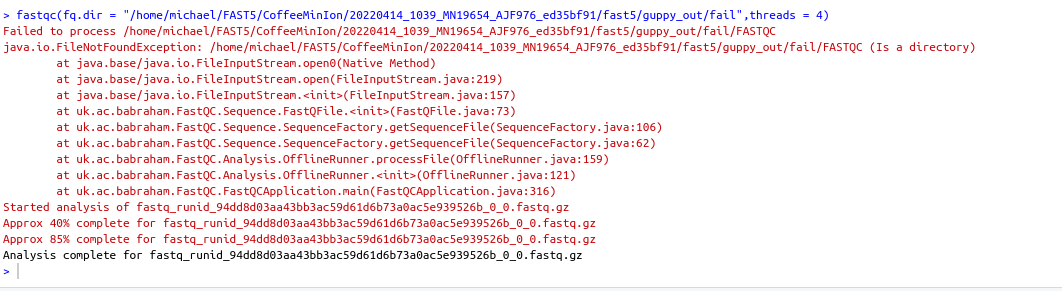 > fastqc(fq.dir = "/home/michael/FAST5/CoffeeMinIon/20220414_1039_MN19654_AJF976_ed35bf91/fast5/guppy_out/fail",threads = 4)
Failed to process /home/michael/FAST5/CoffeeMinIon/20220414_1039_MN19654_AJF976_ed35bf91/fast5/guppy_out/fail/FASTQC
java.io.FileNotFoundException: /home/michael/FAST5/CoffeeMinIon/20220414_1039_MN19654_AJF976_ed35bf91/fast5/guppy_out/fail/FASTQC (Is a directory)
        at java.base/java.io.FileInputStream.open0(Native Method)
        at java.base/java.io.FileInputStream.open(FileInputStream.java:219)
        at java.base/java.io.FileInputStream.<init>(FileInputStream.java:157)
        at uk.ac.babraham.FastQC.Sequence.FastQFile.<init>(FastQFile.java:73)
        at uk.ac.babraham.FastQC.Sequence.SequenceFactory.getSequenceFile(SequenceFactory.java:106)
        at uk.ac.babraham.FastQC.Sequence.SequenceFactory.getSequenceFile(SequenceFactory.java:62)
        at uk.ac.babraham.FastQC.Analysis.OfflineRunner.processFile(OfflineRunner.java:159)
        at uk.ac.babraham.FastQC.Analysis.OfflineRunner.<init>(OfflineRunner.java:121)
        at uk.ac.babraham.FastQC.FastQCApplication.main(FastQCApplication.java:316)
Started analysis of fastq_runid_94dd8d03aa43bb3ac59d61d6b73a0ac5e939526b_0_0.fastq.gz
Approx 40% complete for fastq_runid_94dd8d03aa43bb3ac59d61d6b73a0ac5e939526b_0_0.fastq.gz
Approx 85% complete for fastq_runid_94dd8d03aa43bb3ac59d61d6b73a0ac5e939526b_0_0.fastq.gz
Analysis complete for fastq_runid_94dd8d03aa43bb3ac59d61d6b73a0ac5e939526b_0_0.fastq.gz
>